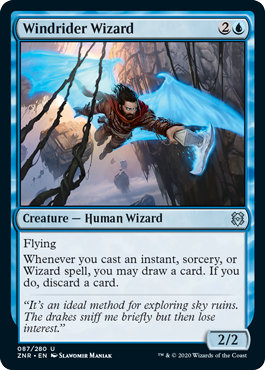 Windrider Wizard 2
Creature — Human Wizard
Flying
Whenever you cast an instant, sorcery, or
Wizard spell, you may draw a card. If you
do, discard a card.
“It’s an ideal method for exploring sky ruins.
The drakes sniff me briefly but then lose
interest.”
2/2
087/280 U
ZNR • EN Slawomir Maniak
™ & © 2020 Wizards of the Coast